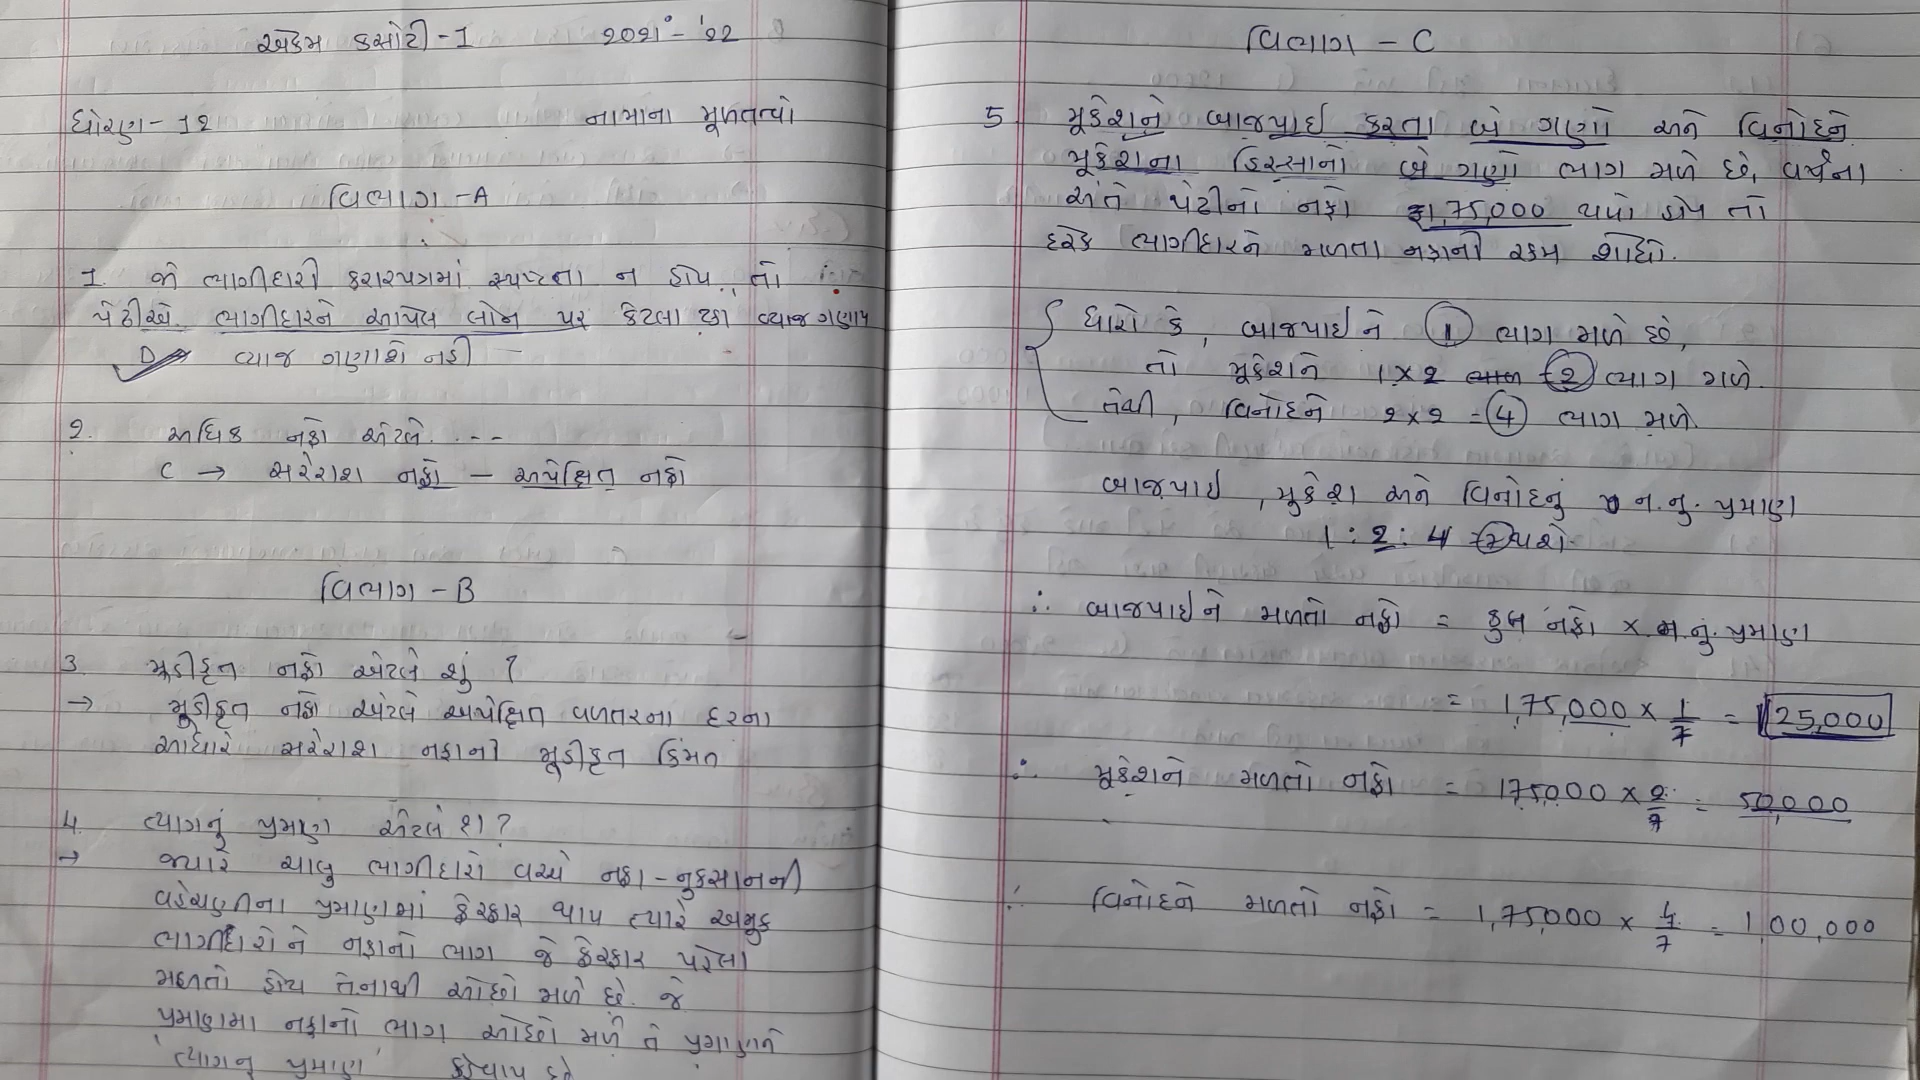 એકમ કસોટી - 1 2021 - '22
ધોરણ - 12 નામાના મૂળતત્વો
વિભાગ - A
1. જો ભાગીદારી કરારપત્રમાં સ્પષ્ટતા ન હોય, તો
પેઢીએ ભાગીદારને આપેલ લોન પર કેટલા ટકા વ્યાજ ગણાય
D વ્યાજ ગણાશે નહી
2. અધિક નફો એટલે. - - -
C → સરેરાશ નફો – અપેક્ષિત નફો
વિભાગ - B
3 મૂડીકૃત નફો એટલે શું ?
→ મૂડીકૃત નફો એટલે અપેક્ષિત વળતરના દરના
આધારે સરેરાશ નફાની મૂડીકૃત કિંમત
4. ત્યાગનું પ્રમાણ એટલે શું ?
→ જ્યારે ચાલુ ભાગીદારો વચ્ચે નફા - નુકસાનની
વહેંચણીના પ્રમાણમાં ફેરફાર થાય ત્યારે અમુક
ભાગીદારોને નફાનો ભાગ જે ફેરફાર પહેલા
મળતો હોય તેનાથી ઓછો મળે છે. જે
પ્રમાણમા નફાનો ભાગ ઓછો મળે તે પ્રમાણને
'ત્યાગનુ પ્રમાણ' કહેવાય છે
વિભાગ - C
5 મૂકેશને બાજપાઇ કરતા બે ગણો અને વિનોદને
મૂકેશના હિસ્સાનો બે ગણો ભાગ મળે છે, વર્ષના
અંતે પેઢીનો નફો ₹1,75,000 થયો હોય તો
દરેક ભાગીદારને મળતા નફાની રકમ શોધો.
ધારો કે, બાજપાઇ ને 1 ભાગ મળે છે,
તો મૂકેશને 1 × 2 = 2 ભાગ મળે.
તેથી, વિનોદને 2 × 2 = 4 ભાગ મળે.
બાજપાઇ, મુકેશ અને વિનોદનું ન.નુ. પ્રમાણ
1 : 2 : 4 થશે.
∴ બાજપાઇ ને મળતો નફો = કુલ નફો × ન.નુ. પ્રમાણ
= 1,75,000 × 1/7 = 25,000
∴ મૂકેશને મળતો નફો = 175000 × 2/7 = 50,000
∴ વિનોદને મળતો નફો = 1,75,000 × 4/7 = 1,00,000